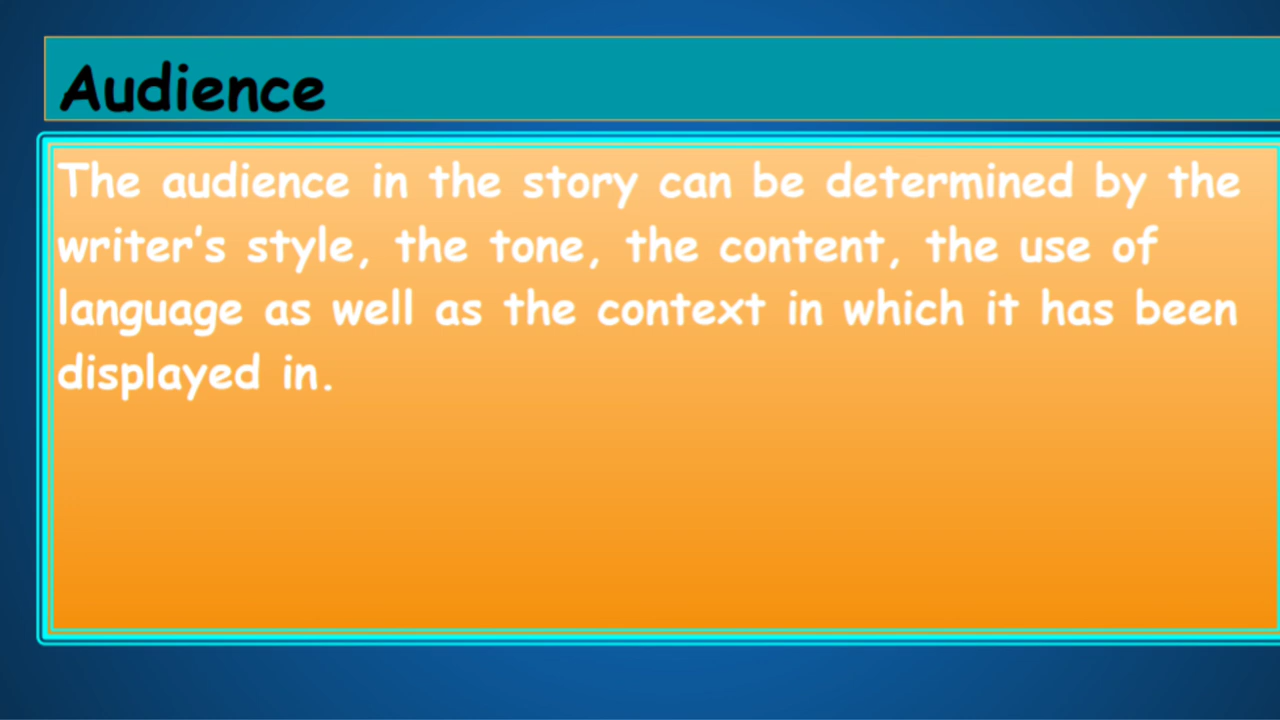 Audience
The audience in the story can be determined by the
writer's style, the tone, the content, the use of
language as well as the context in which it has been
displayed in.